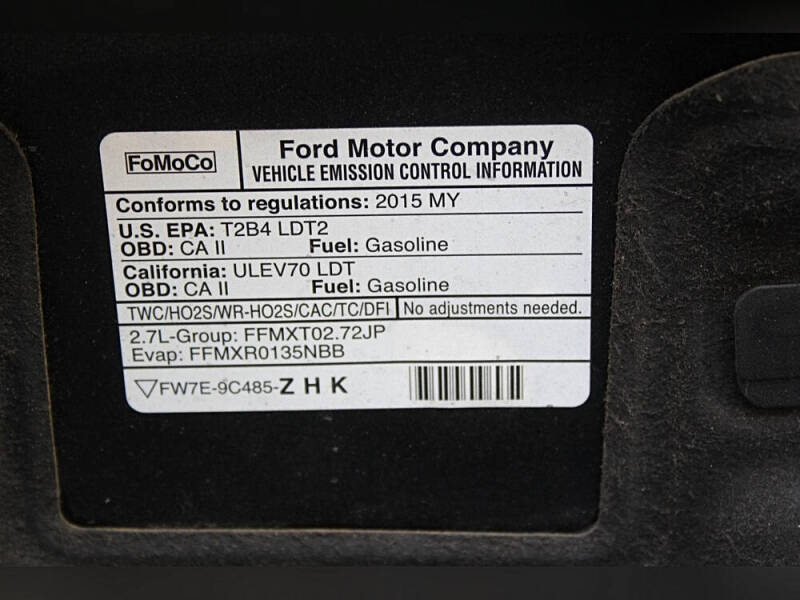 FoMoCo
Ford Motor Company
VEHICLE EMISSION CONTROL INFORMATION
Conforms to regulations: 2015 MY
U.S. EPA: T2B4 LDT2
OBD: CA II Fuel: Gasoline
California: ULEV70 LDT
OBD: CA II Fuel: Gasoline
TWC/HO2S/WR-HO2S/CAC/TC/DFI No adjustments needed.
2.7L-Group: FFMXT02.72JP
Evap: FFMXR0135NBB
FW7E-9C485-Z H K